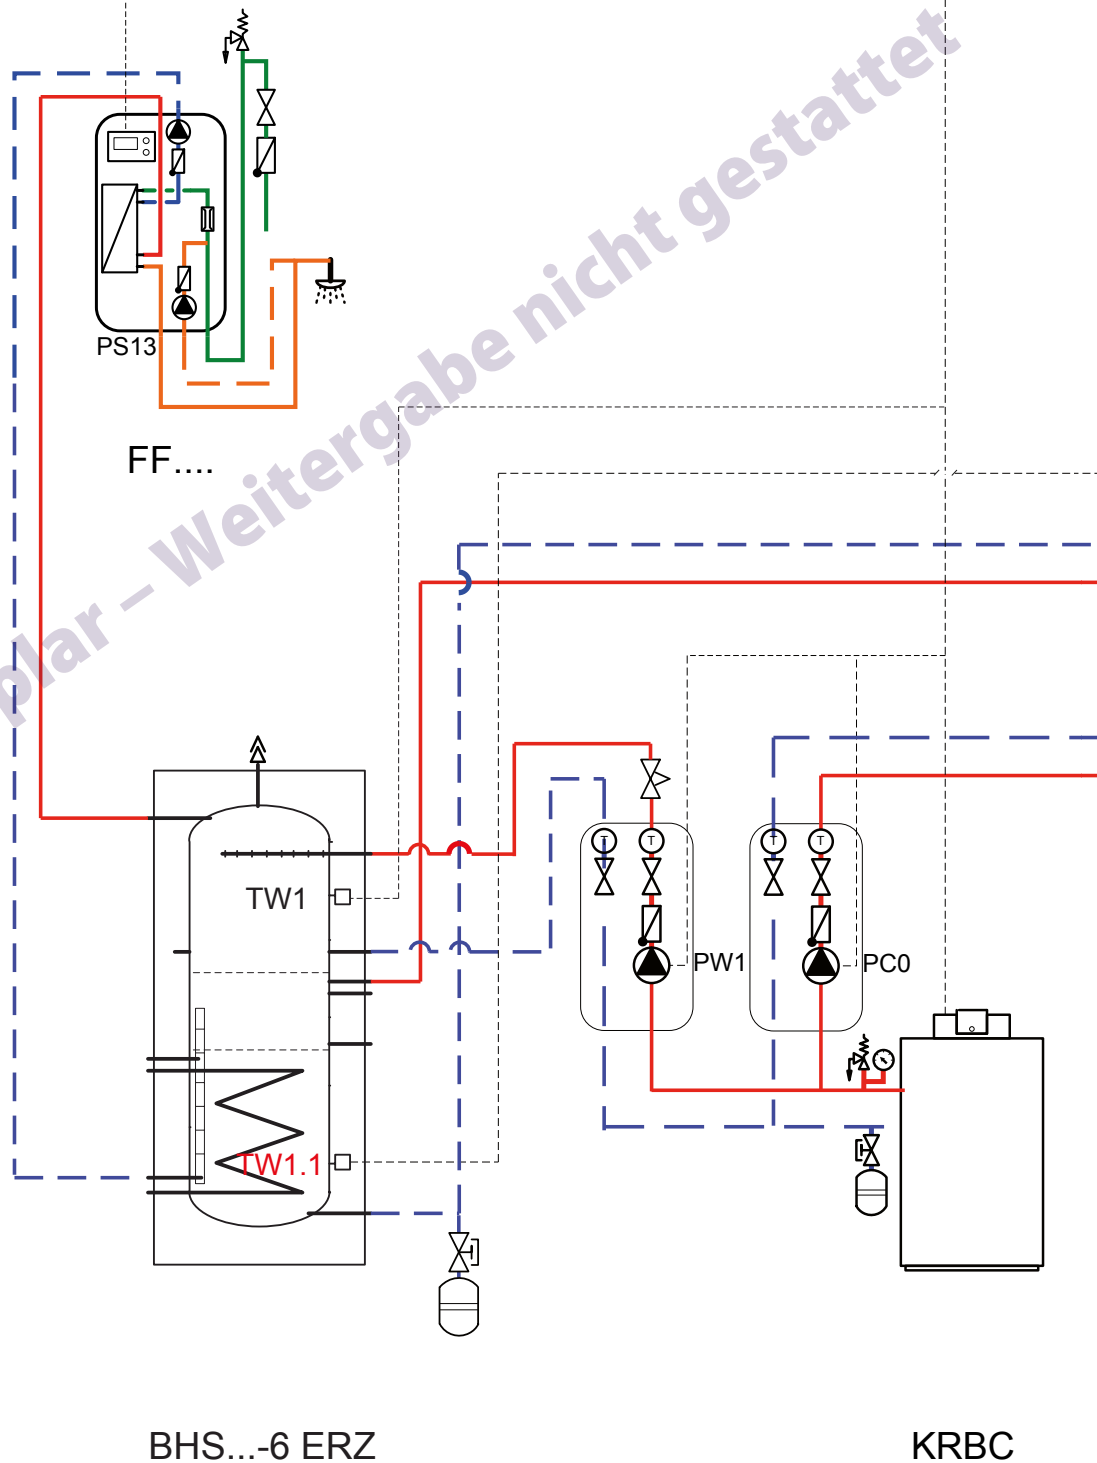 PS13
FF....
plar – Weitergabe nicht gestattet
TW1
T
T
T
T
PW1
PC0
TW1.1
BHS...-6 ERZ
KRBC